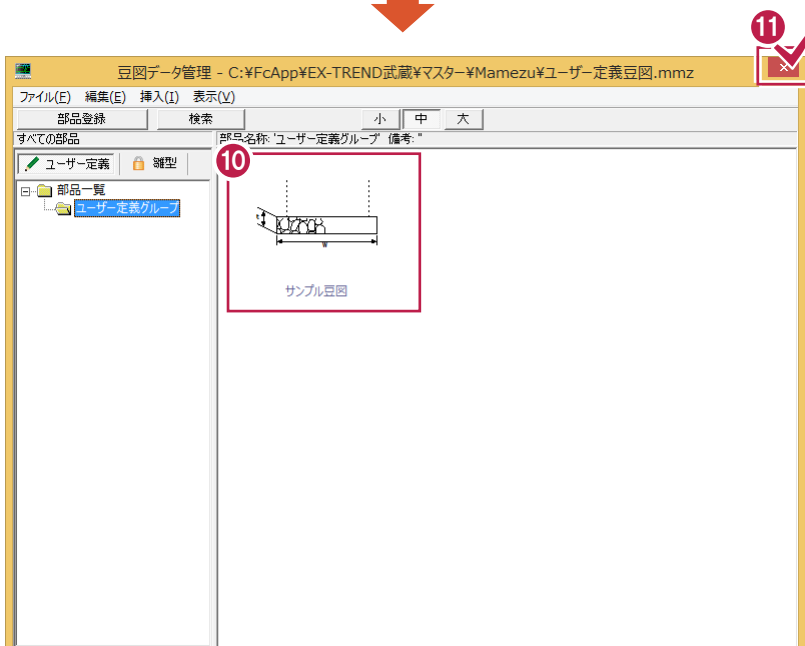 ⓫
豆図データ管理 - C:¥FcApp¥EX-TREND武蔵¥マスター¥Mamezu¥ユーザー定義豆図.mmz
ファイル(F) 編集(E) 挿入(I) 表示(V)
部品登録 検索 小 中 大
すべての部品 部品名称: 'ユーザー定義グループ' 備考: ''
ユーザー定義 雛型
❿
部品一覧
ユーザー定義グループ
t
W
サンプル豆図